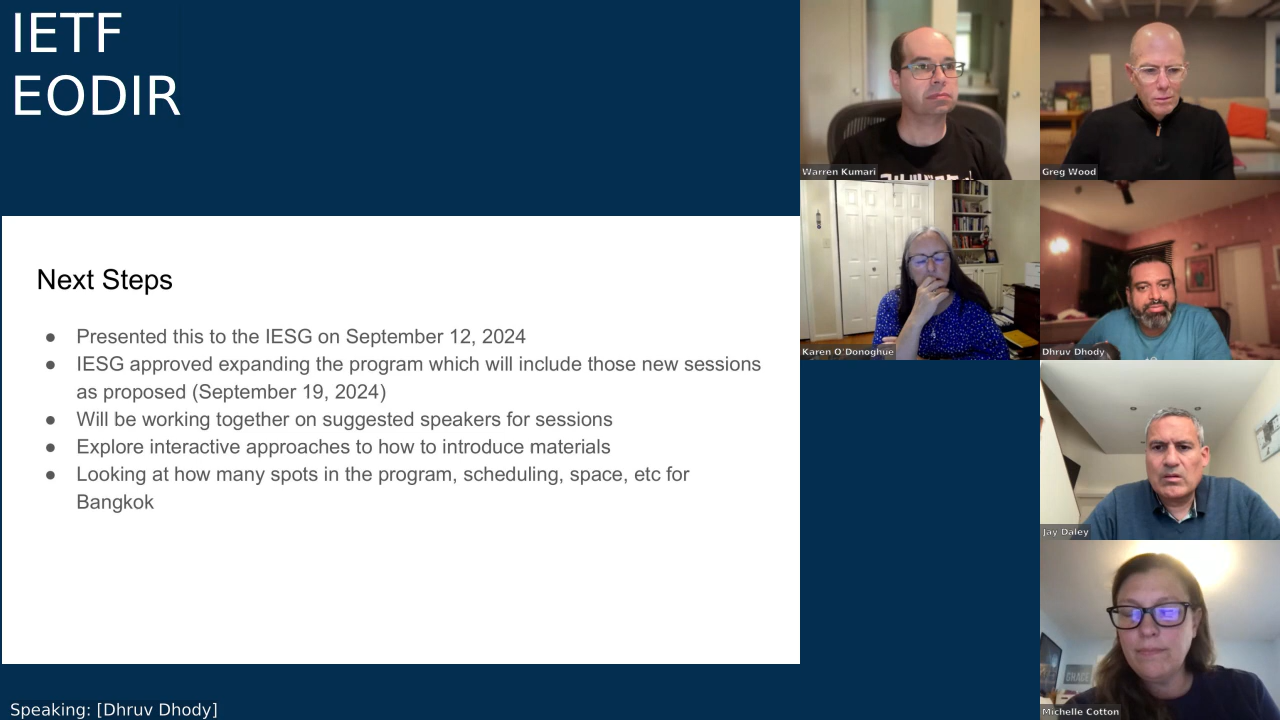 IETF
EODIR
Next Steps
● Presented this to the IESG on September 12, 2024
● IESG approved expanding the program which will include those new sessions
as proposed (September 19, 2024)
● Will be working together on suggested speakers for sessions
● Explore interactive approaches to how to introduce materials
● Looking at how many spots in the program, scheduling, space, etc for
Bangkok
Speaking: [Dhruv Dhody]
Warren Kumari
Greg Wood
Karen O'Donoghue
Dhruv Dhody
Jay Daley
GRACE
Michelle Cotton